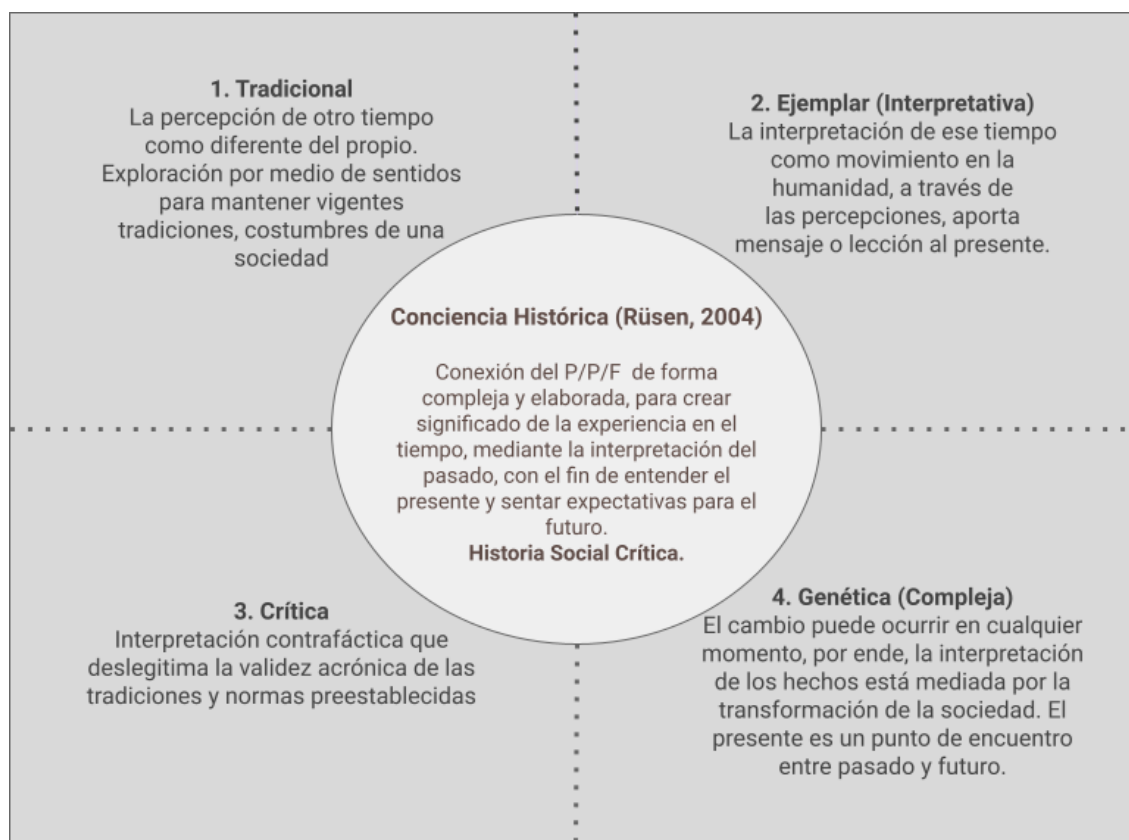 1. Tradicional
La percepción de otro tiempo
como diferente del propio.
Exploración por medio de sentidos
para mantener vigentes
tradiciones, costumbres de una
sociedad
2. Ejemplar (Interpretativa)
La interpretación de ese tiempo
como movimiento en la
humanidad, a través de
las percepciones, aporta
mensaje o lección al presente.
Conciencia Histórica (Rüsen, 2004)
Conexión del P/P/F de forma
compleja y elaborada, para crear
significado de la experiencia en el
tiempo, mediante la interpretación del
pasado, con el fin de entender el
presente y sentar expectativas para el
futuro.
Historia Social Crítica.
3. Crítica
Interpretación contrafáctica que
deslegitima la validez acrónica de las
tradiciones y normas preestablecidas
4. Genética (Compleja)
El cambio puede ocurrir en cualquier
momento, por ende, la interpretación
de los hechos está mediada por la
transformación de la sociedad. El
presente es un punto de encuentro
entre pasado y futuro.